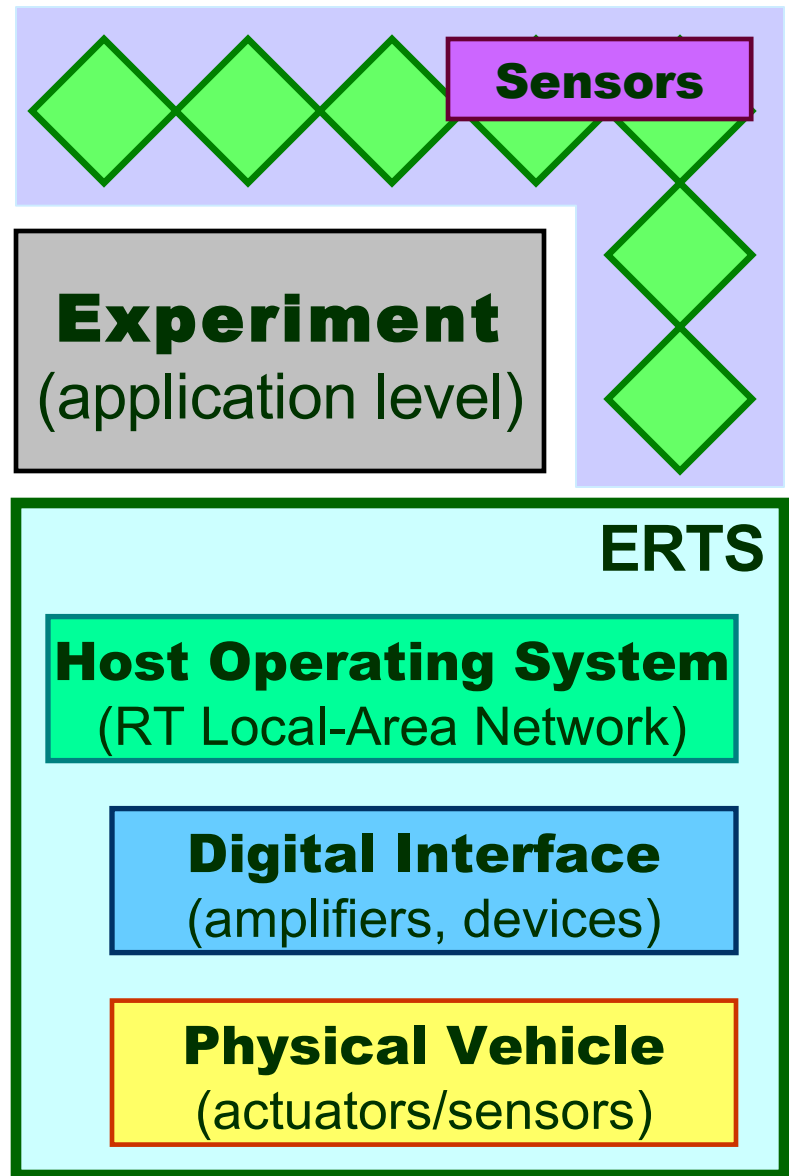 Sensors
Experiment
(application level)
ERTS
Host Operating System
(RT Local-Area Network)
Digital Interface
(amplifiers, devices)
Physical Vehicle
(actuators/sensors)